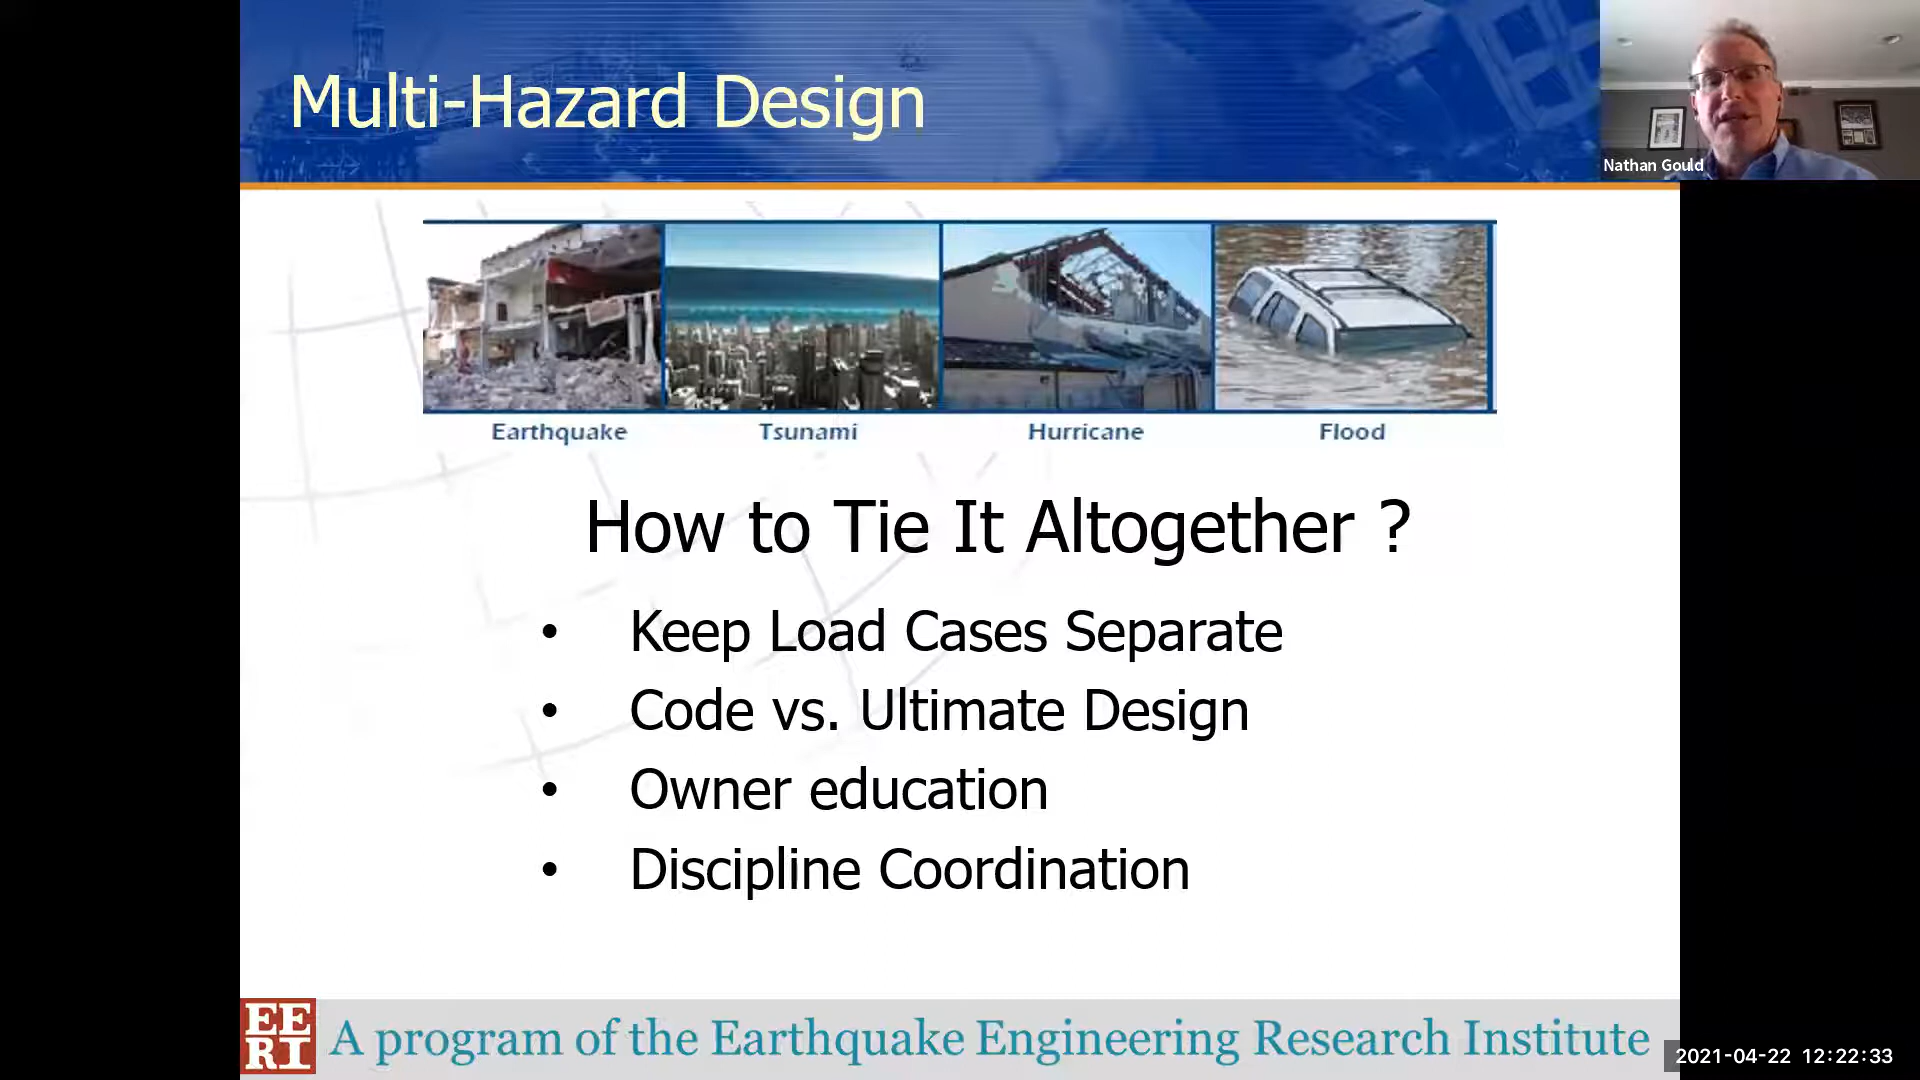 Multi-Hazard Design
Nathan Gould
Earthquake
Tsunami
Hurricane
Flood
How to Tie It Altogether ?
• Keep Load Cases Separate
• Code vs. Ultimate Design
• Owner education
• Discipline Coordination
EE
RI
A program of the Earthquake Engineering Research Institute
2021-04-22 12:22:33